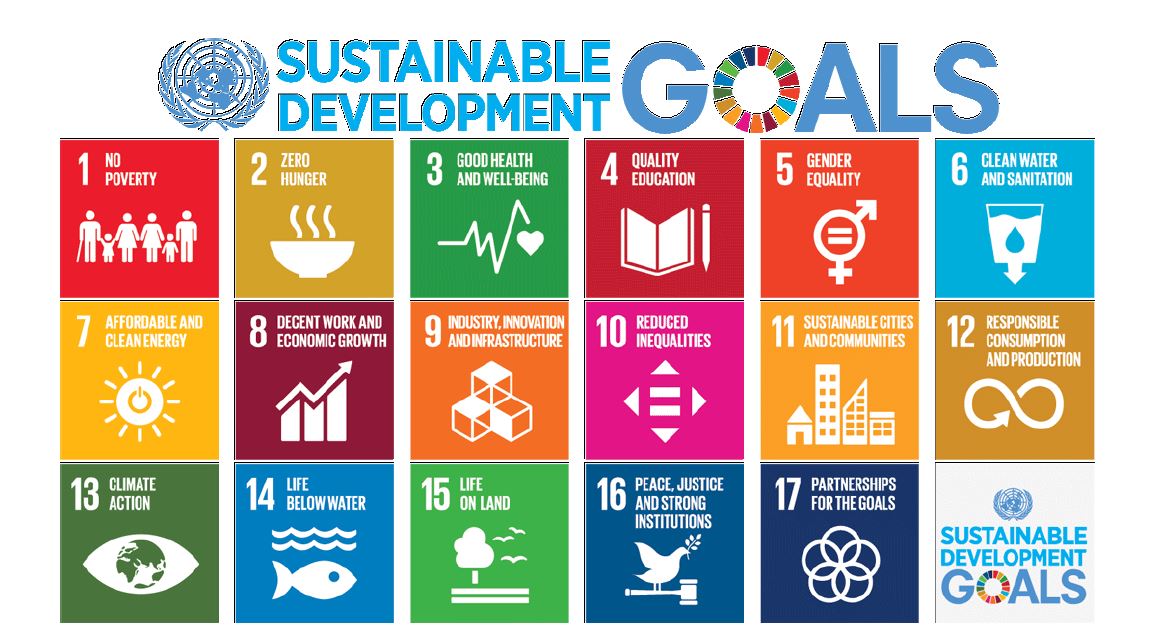 SUSTAINABLE
DEVELOPMENT
GOALS
1 NO
POVERTY
2 ZERO
HUNGER
3 GOOD HEALTH
AND WELL-BEING
4 QUALITY
EDUCATION
5 GENDER
EQUALITY
6 CLEAN WATER
AND SANITATION
7 AFFORDABLE AND
CLEAN ENERGY
8 DECENT WORK AND
ECONOMIC GROWTH
9 INDUSTRY, INNOVATION
AND INFRASTRUCTURE
10 REDUCED
INEQUALITIES
11 SUSTAINABLE CITIES
AND COMMUNITIES
12 RESPONSIBLE
CONSUMPTION
AND PRODUCTION
13 CLIMATE
ACTION
14 LIFE
BELOW WATER
15 LIFE
ON LAND
16 PEACE, JUSTICE
AND STRONG
INSTITUTIONS
17 PARTNERSHIPS
FOR THE GOALS
SUSTAINABLE
DEVELOPMENT
GOALS